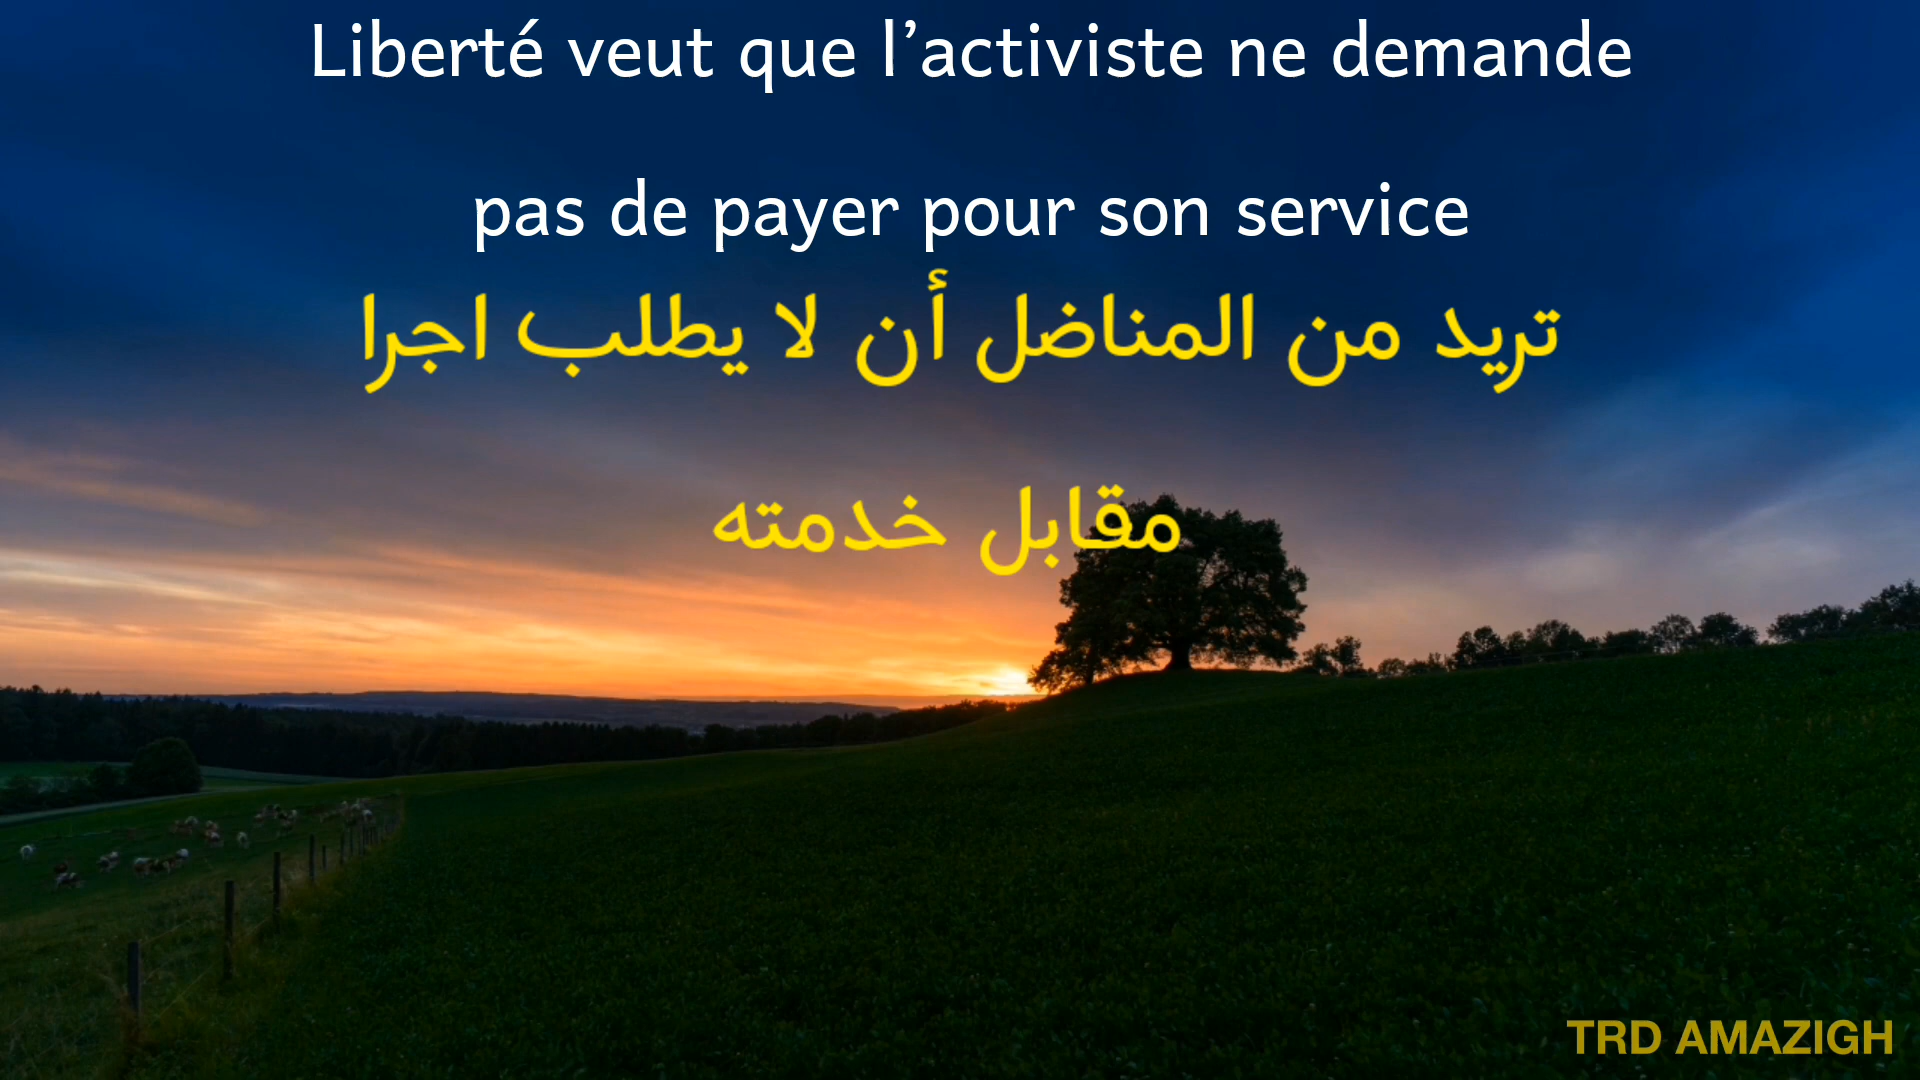 Liberté veut que l’activiste ne demande
pas de payer pour son service
تريد من المناضل أن لا يطلب اجرا
مقابل خدمته
TRD AMAZIGH